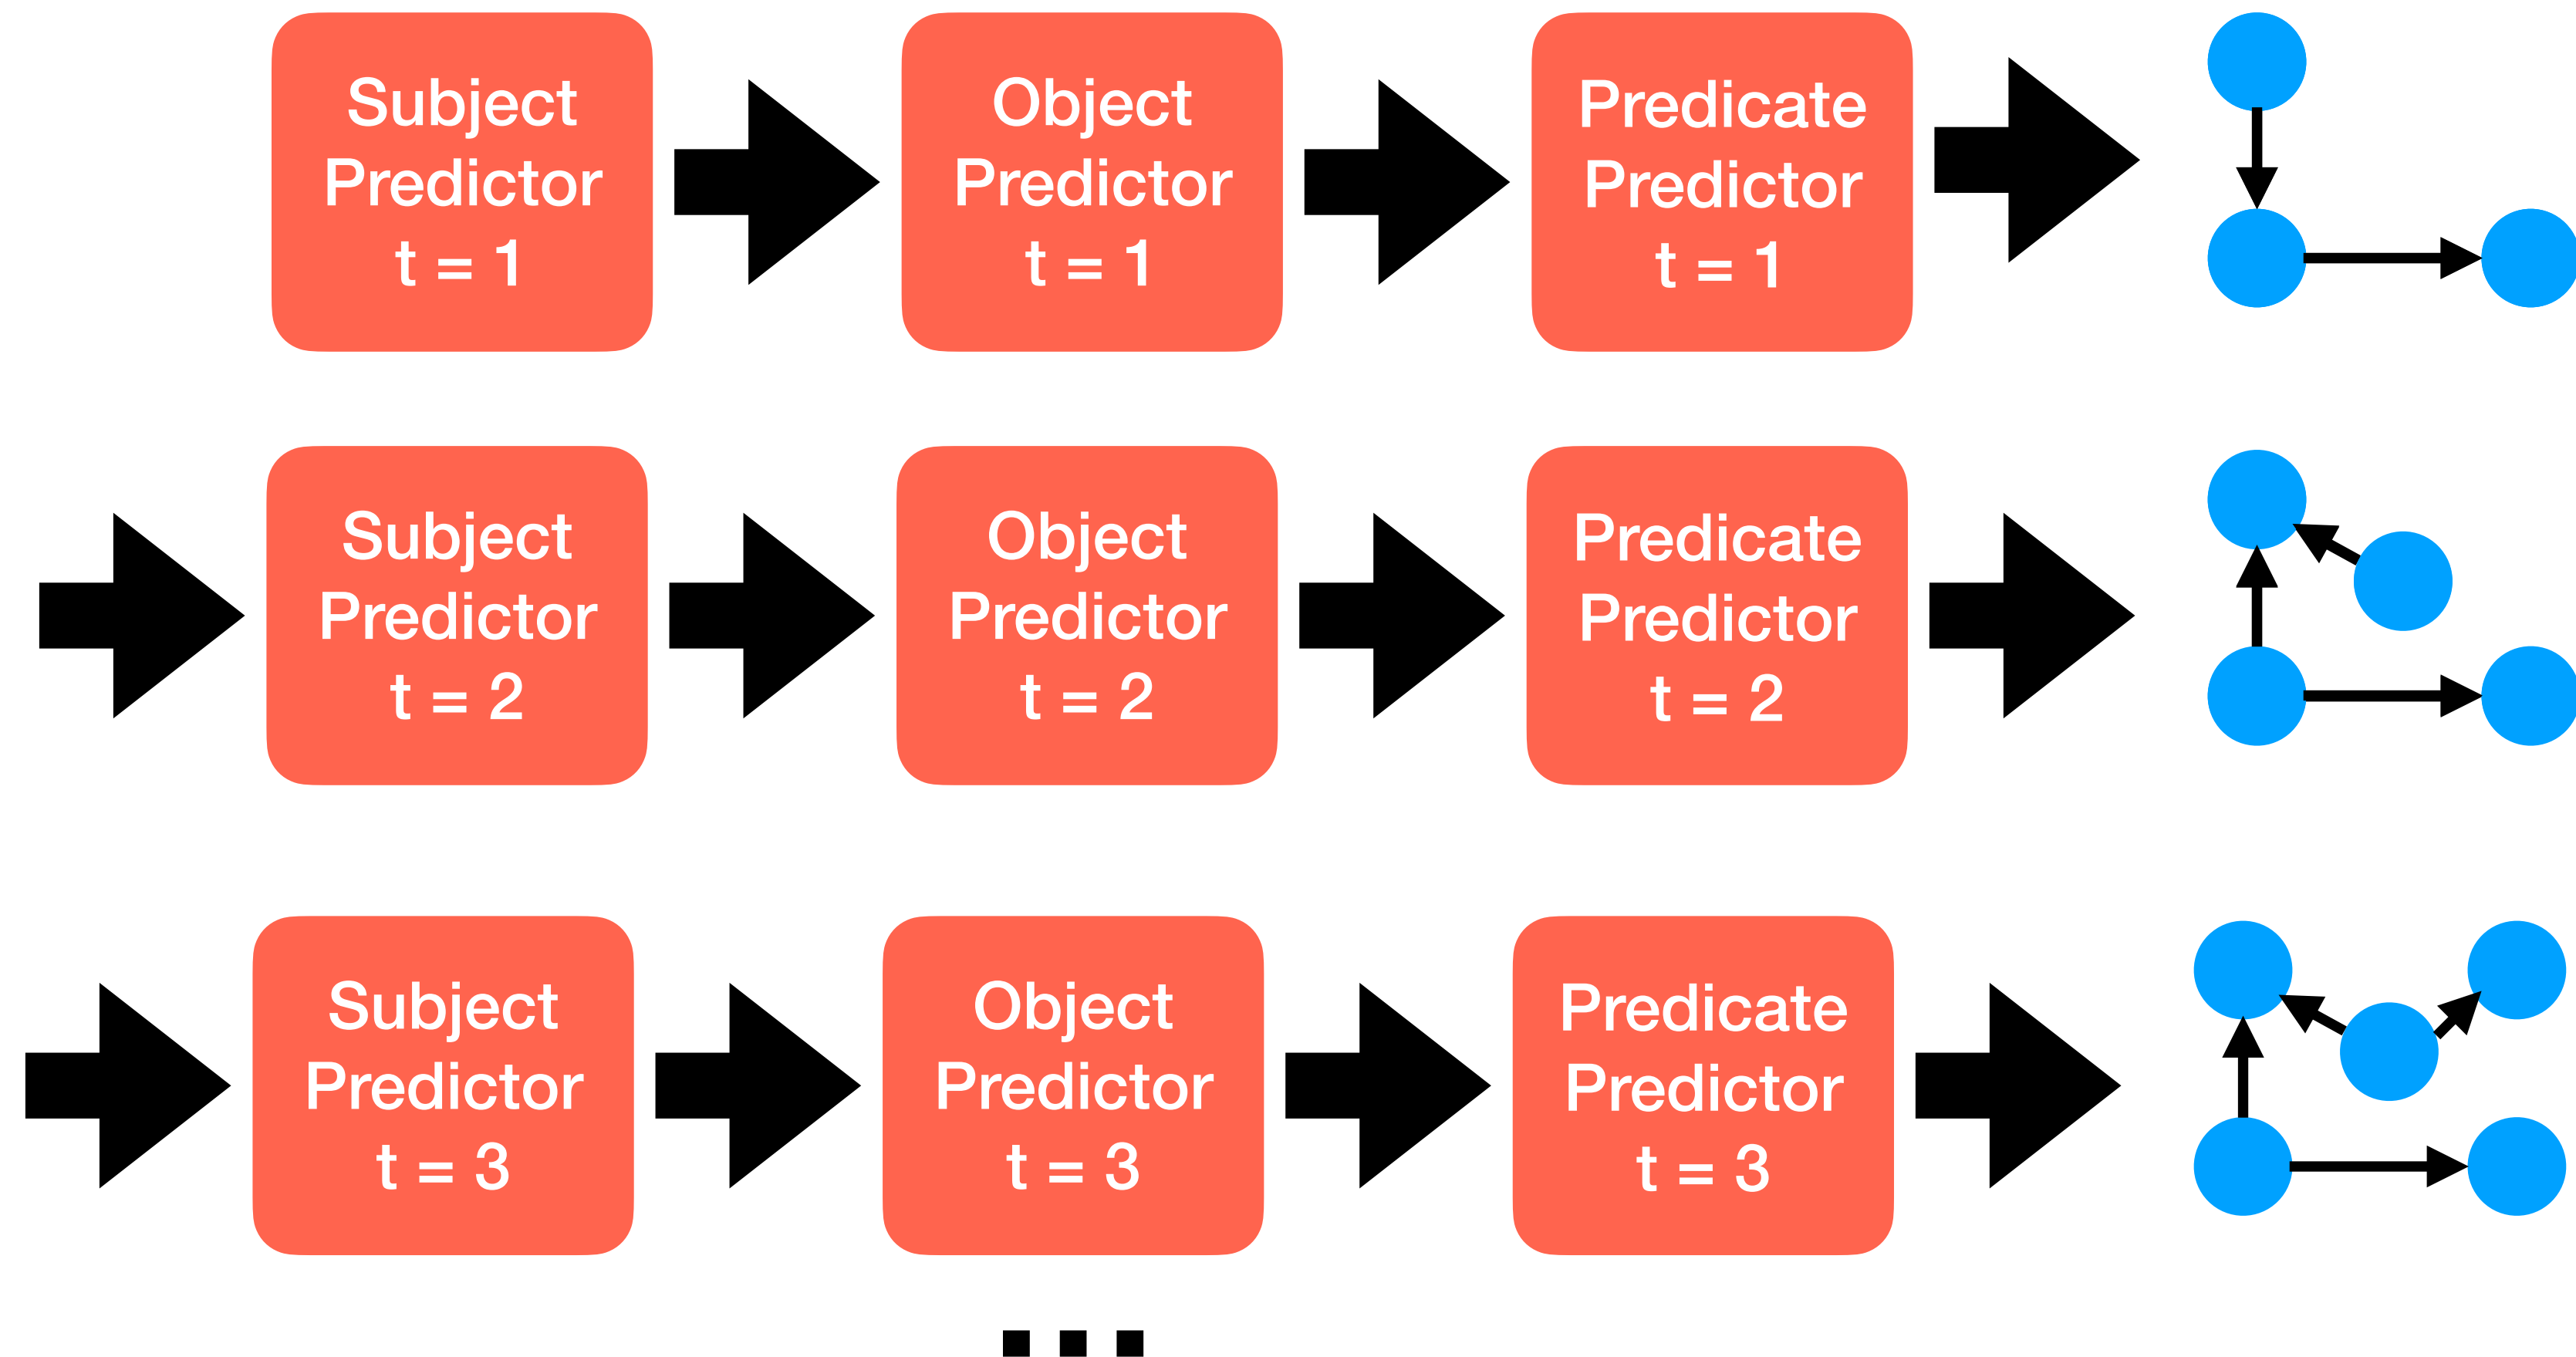 Subject
Predictor
t = 1
Object
Predictor
t = 1
Predicate
Predictor
t = 1
Subject
Predictor
t = 2
Object
Predictor
t = 2
Predicate
Predictor
t = 2
Subject
Predictor
t = 3
Object
Predictor
t = 3
Predicate
Predictor
t = 3
...